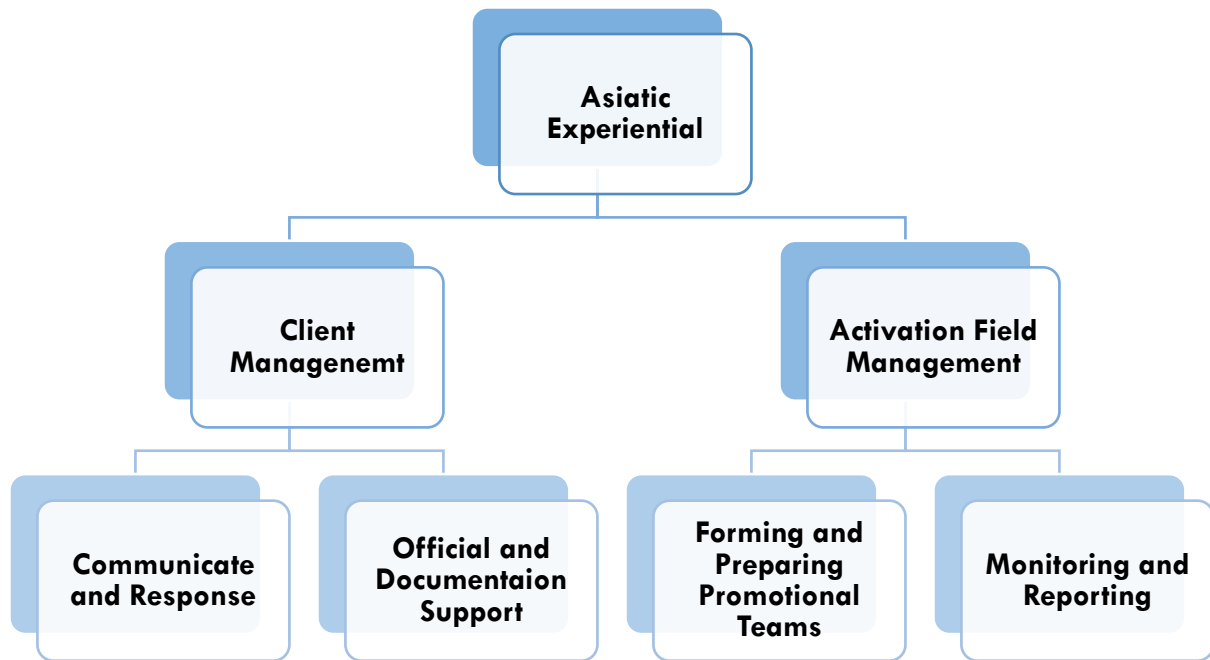 Asiatic
Experiential
Client
Managenemt
Activation Field
Management
Communicate
and Response
Official and
Documentaion
Support
Forming and
Preparing
Promotional
Teams
Monitoring and
Reporting